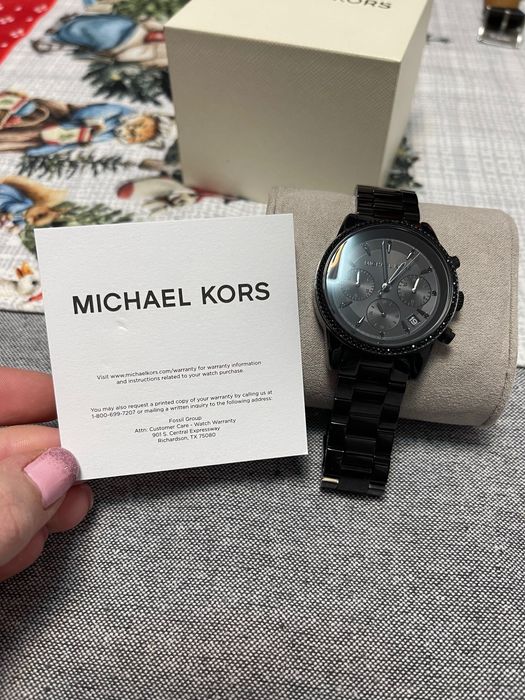 MICHAEL KORS
MICHAEL KORS
Visit www.michaelkors.com/warranty for warranty information
and instructions related to your watch purchase.
You may also request a printed copy of your warranty by calling us at
1-800-699-7207 or mailing a written inquiry to the following address:
Fossil Group
Attn: Customer Care - Watch Warranty
901 S. Central Expressway
Richardson, TX 75080